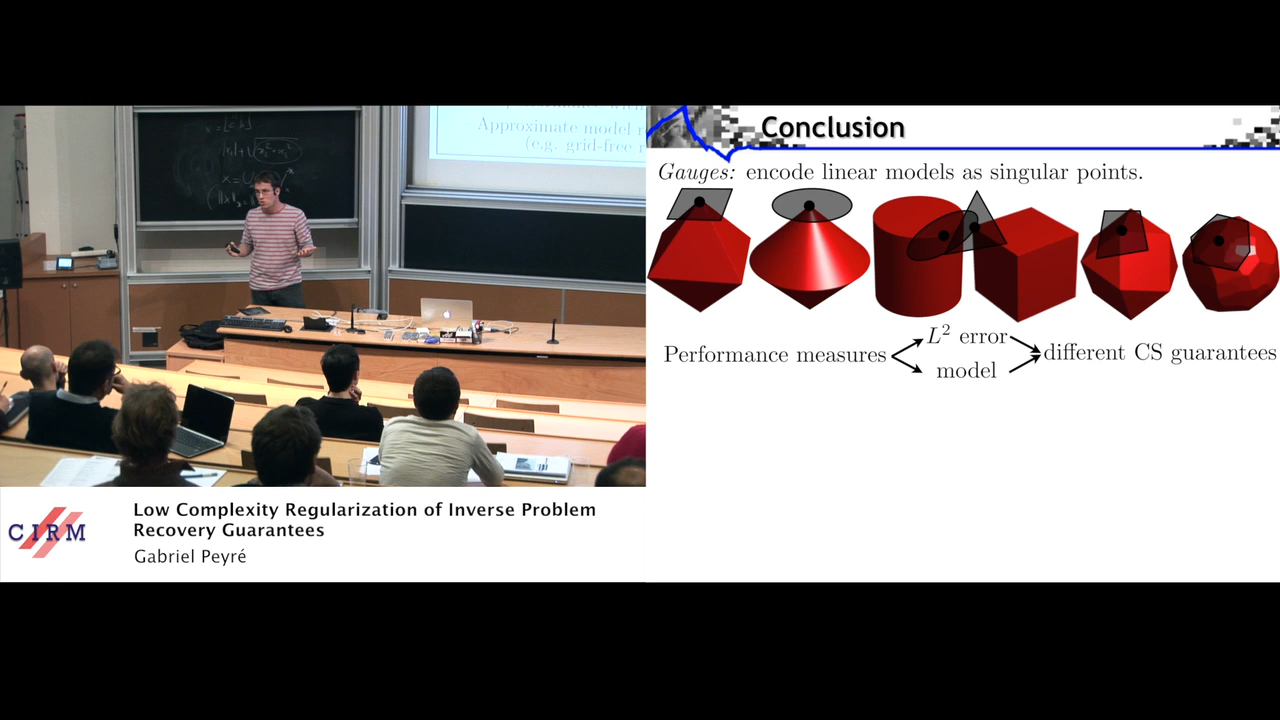 - Approximate model
(e.g. grid-free
CIRM
Low Complexity Regularization of Inverse Problem
Recovery Guarantees
Gabriel Peyré
Conclusion
Gauges: encode linear models as singular points.
Performance measures
L² error
model
different CS guarantees